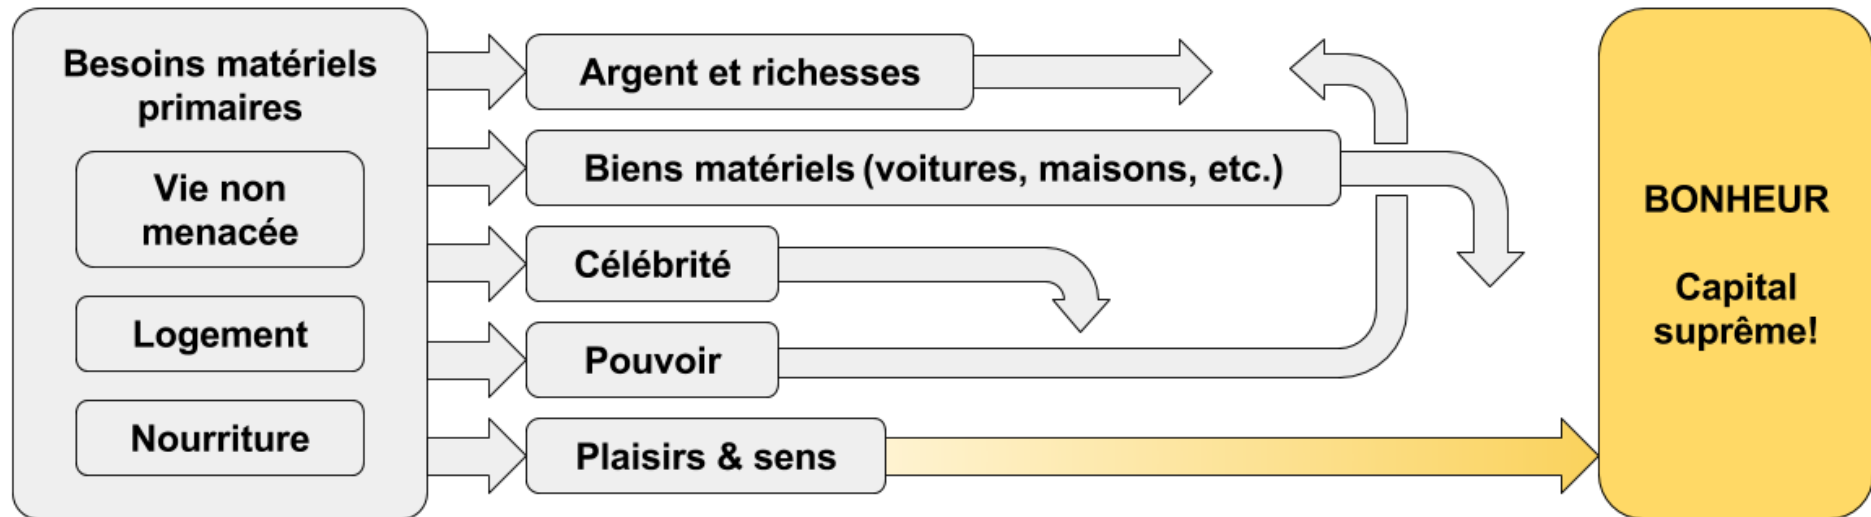 Besoins matériels
primaires
Vie non
menacée
Logement
Nourriture
Argent et richesses
Biens matériels (voitures, maisons, etc.)
Célébrité
Pouvoir
Plaisirs & sens
BONHEUR
Capital
suprême!